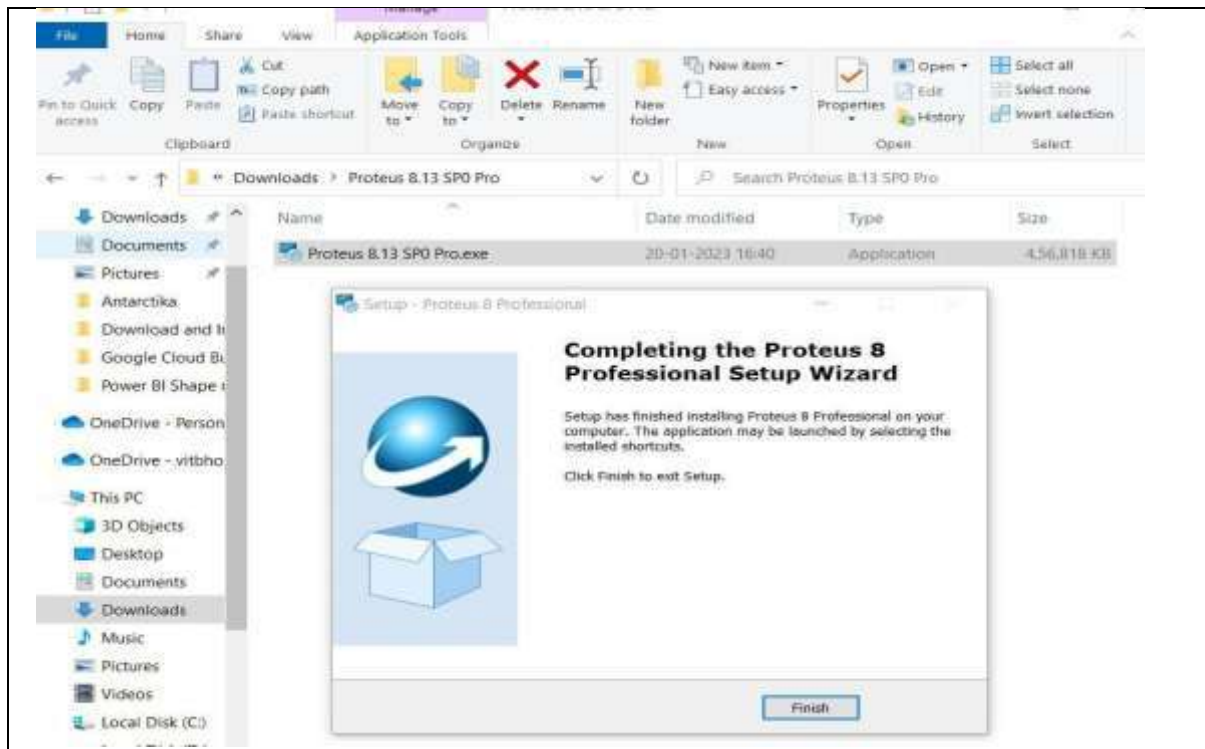 Manage
File Home Share View Application Tools
Pin to Quick access
Copy
Paste
Cut
Copy path
Paste shortcut
Move to
Copy to
Delete
Rename
New folder
New item
Easy access
Properties
Open
Edit
History
Select all
Select none
Invert selection
Clipboard Organize New Open Select
« Downloads > Proteus 8.13 SP0 Pro
Search Proteus 8.13 SP0 Pro
Downloads
Documents
Pictures
Antarctika
Download and
Google Cloud
Power BI Shape
OneDrive - Person
OneDrive - vitbho
This PC
3D Objects
Desktop
Documents
Downloads
Music
Pictures
Videos
Local Disk (C:)
Name Date modified Type Size
Proteus 8.13 SP0 Pro.exe 20-01-2023 16:40 Application 4,56,818 KB
Setup - Proteus 8 Professional
Completing the Proteus 8
Professional Setup Wizard
Setup has finished installing Proteus 8 Professional on your
computer. The application may be launched by selecting the
installed shortcuts.
Click Finish to exit Setup.
Finish